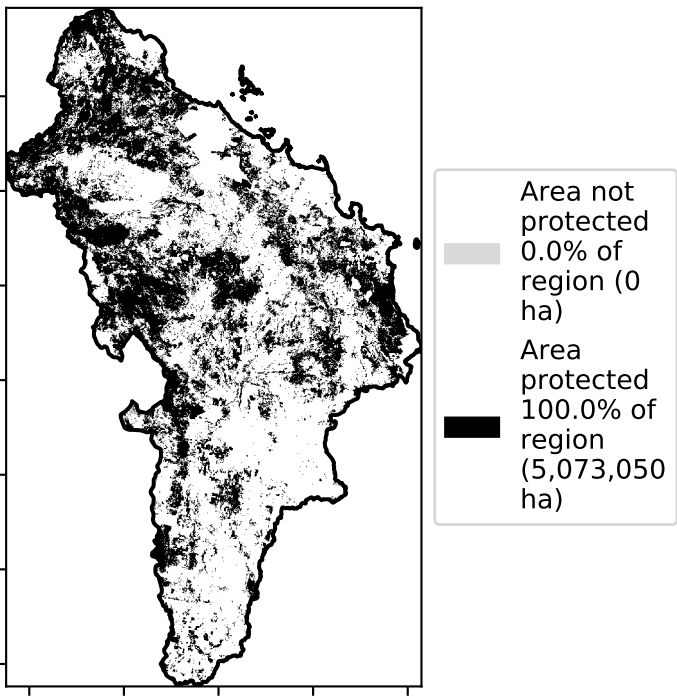 Area not
protected
0.0% of
region (0
ha)
Area
protected
100.0% of
region
(5,073,050
ha)